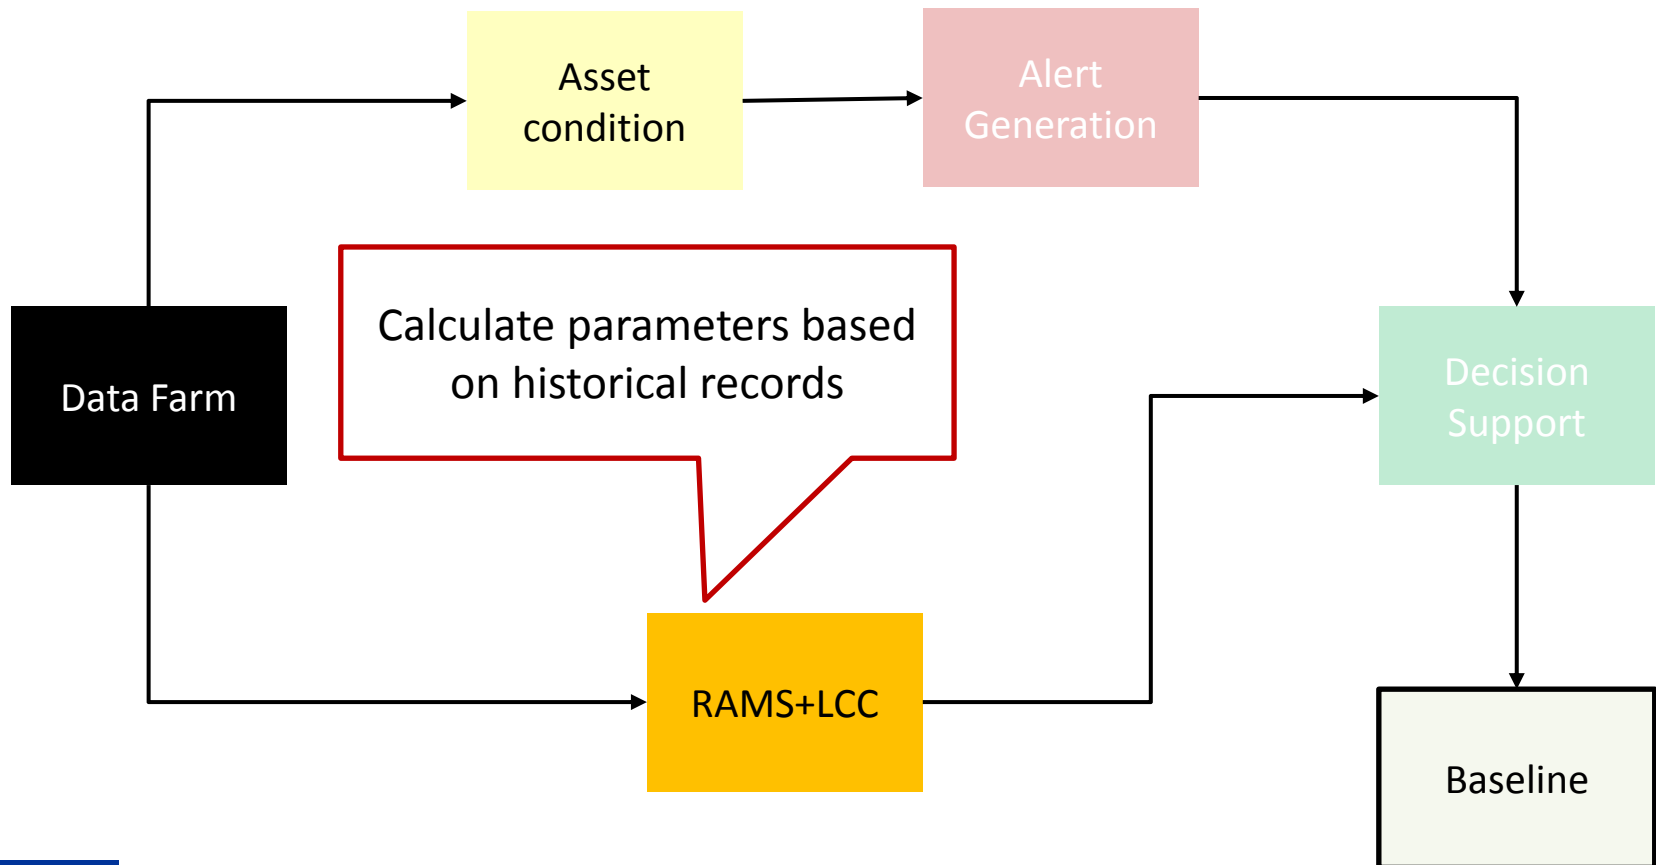 Asset
condition
Alert
Generation
Calculate parameters based
on historical records
Data Farm
Decision
Support
RAMS+LCC
Baseline